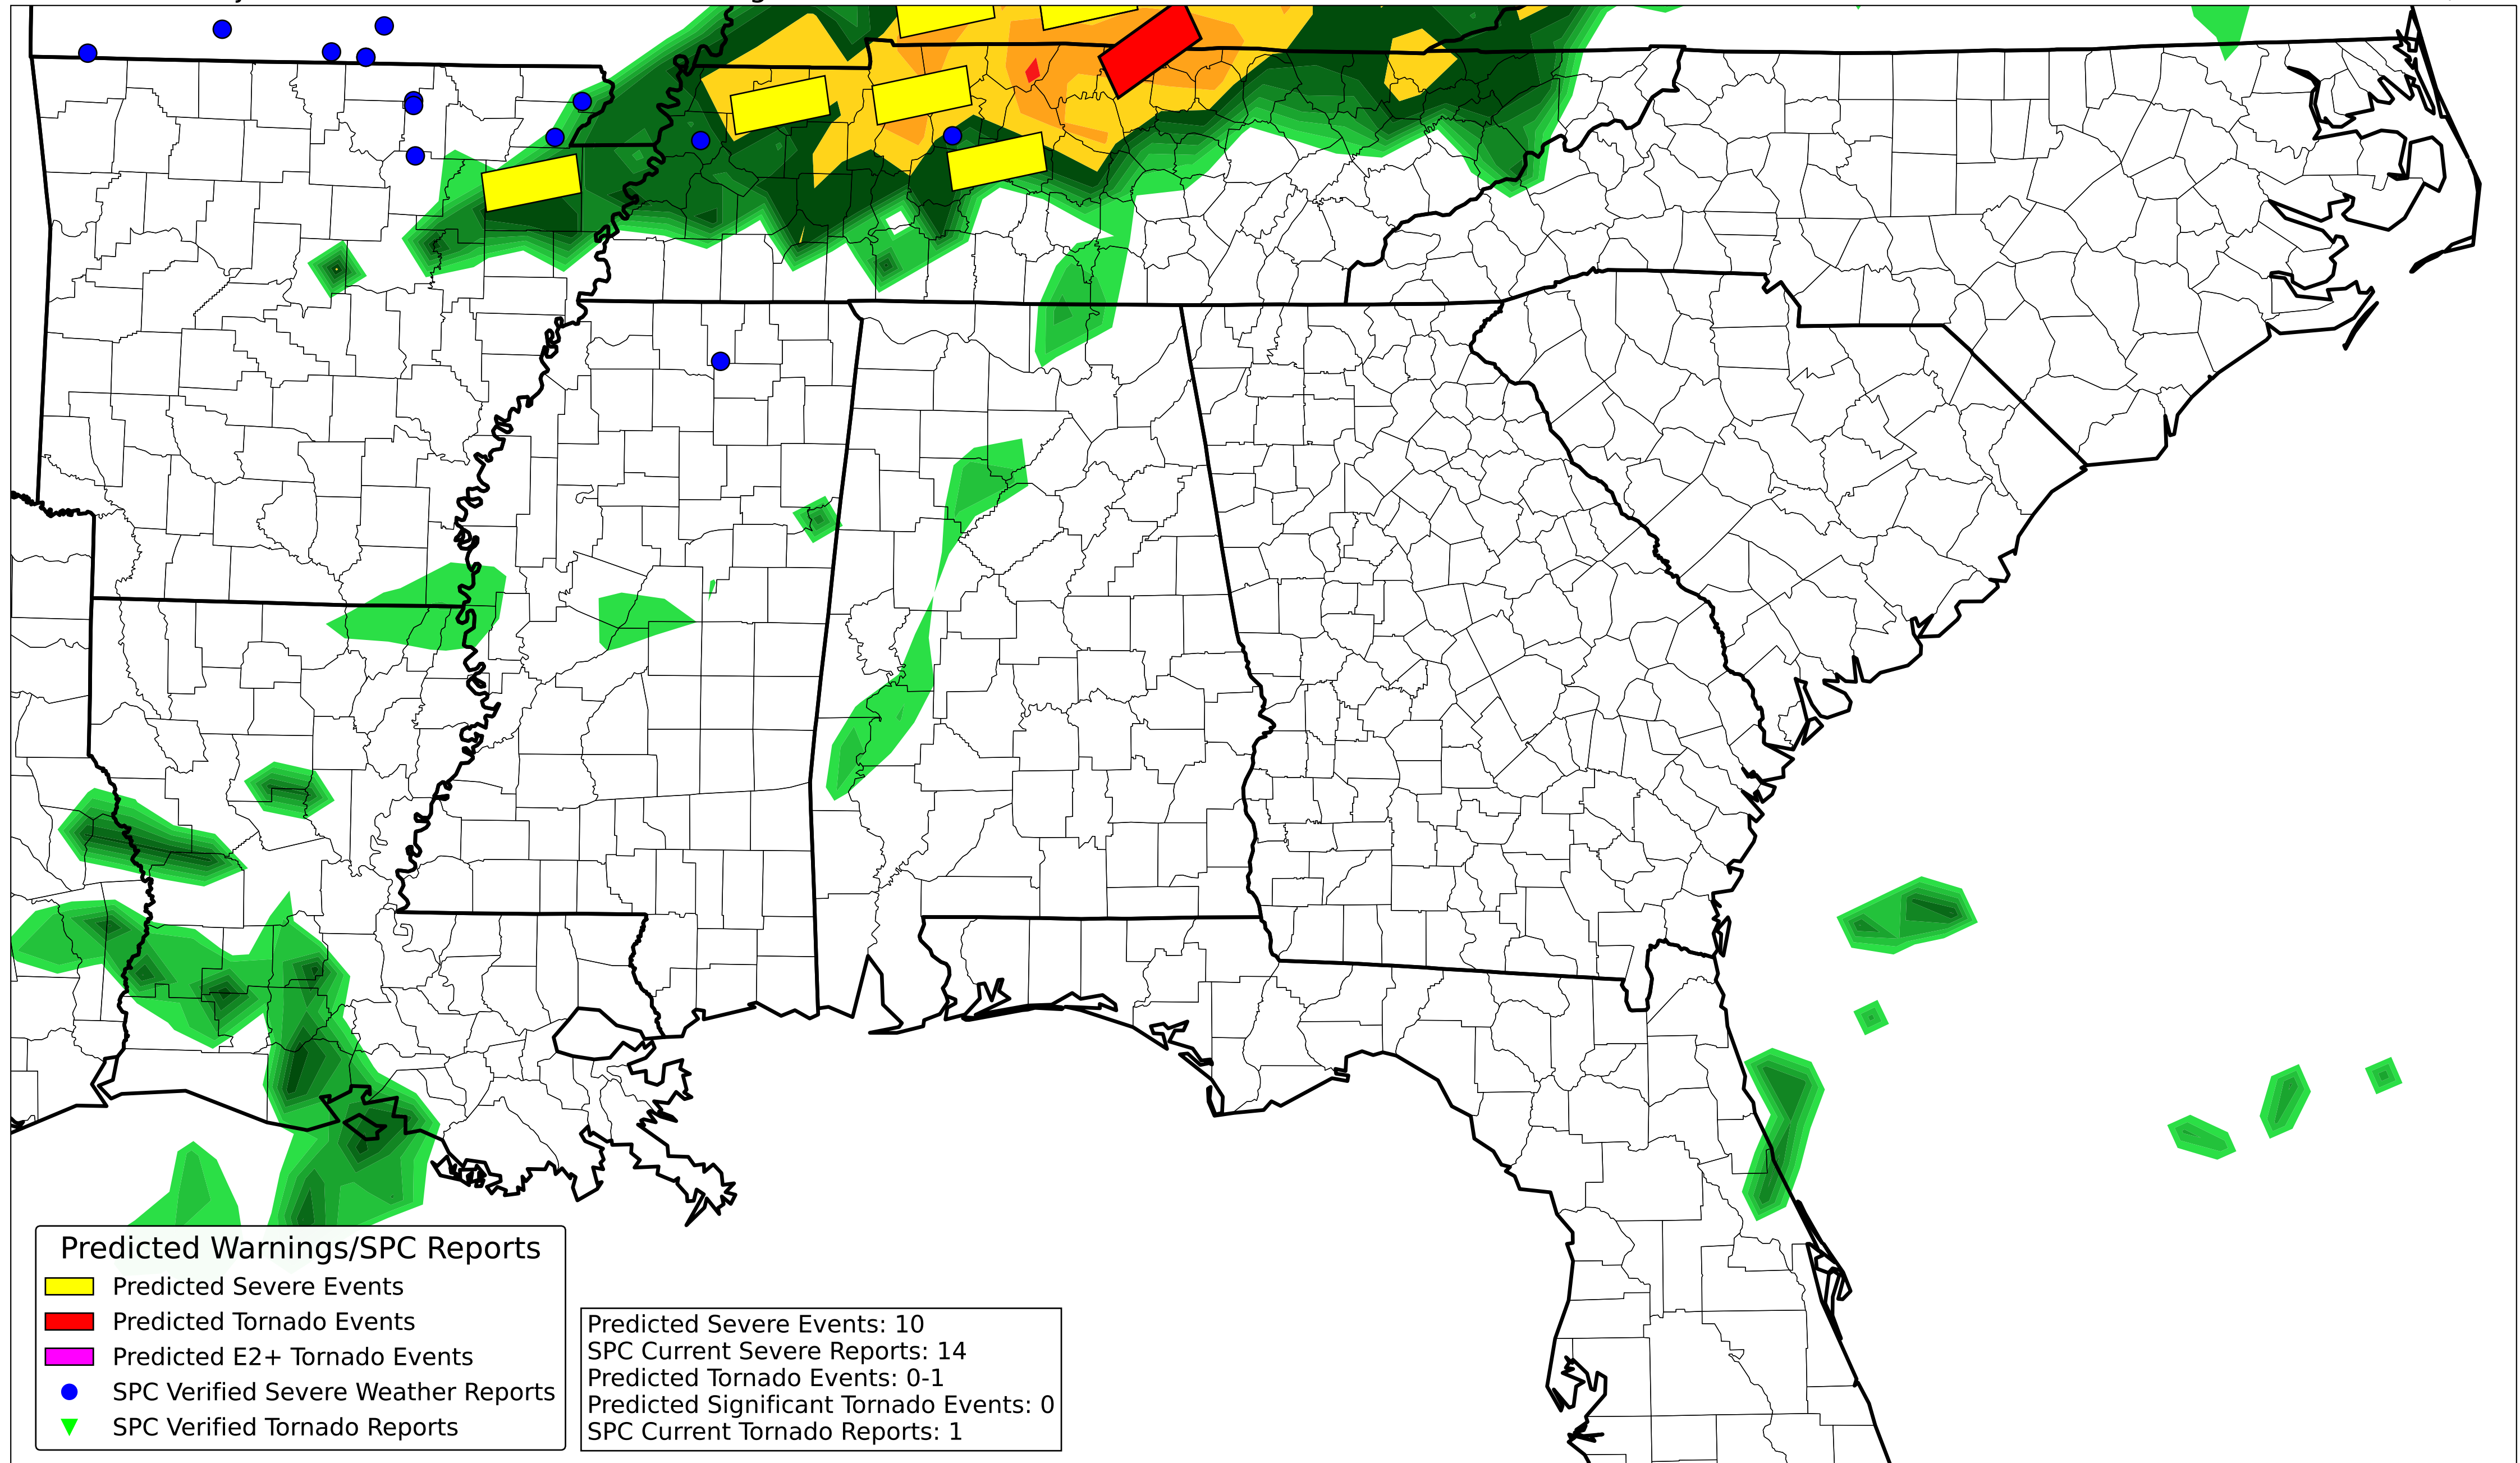 Predicted Warnings/SPC Reports
Predicted Severe Events
Predicted Tornado Events
Predicted E2+ Tornado Events
SPC Verified Severe Weather Reports
SPC Verified Tornado Reports
Predicted Severe Events: 10
SPC Current Severe Reports: 14
Predicted Tornado Events: 0-1
Predicted Significant Tornado Events: 0
SPC Current Tornado Reports: 1